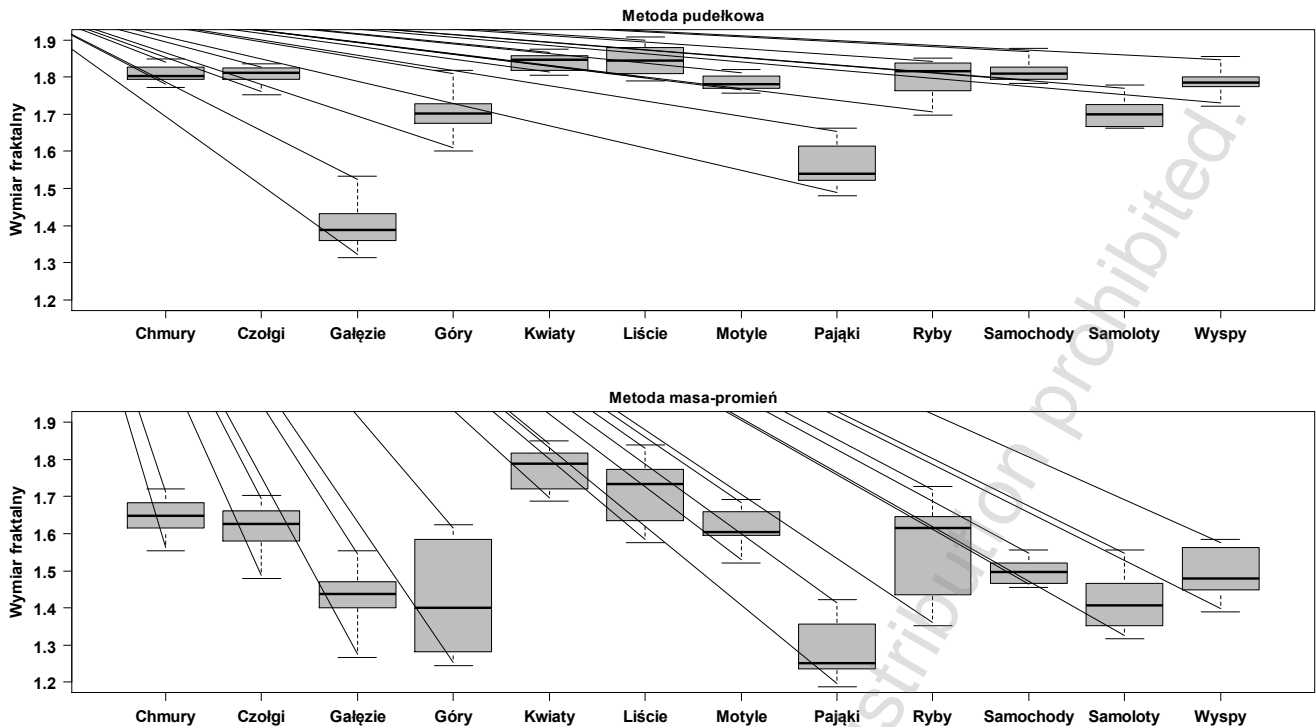 Metoda pudełkowa
Wymiar fraktalny
1.9
1.8
1.7
1.6
1.5
1.4
1.3
1.2
Chmury Czołgi Gałęzie Góry Kwiaty Liście Motyle Pająki Ryby Samochody Samoloty Wyspy
Metoda masa-promień
Wymiar fraktalny
1.9
1.8
1.7
1.6
1.5
1.4
1.3
1.2
Chmury Czołgi Gałęzie Góry Kwiaty Liście Motyle Pająki Ryby Samochody Samoloty Wyspy
stribution prohibited.